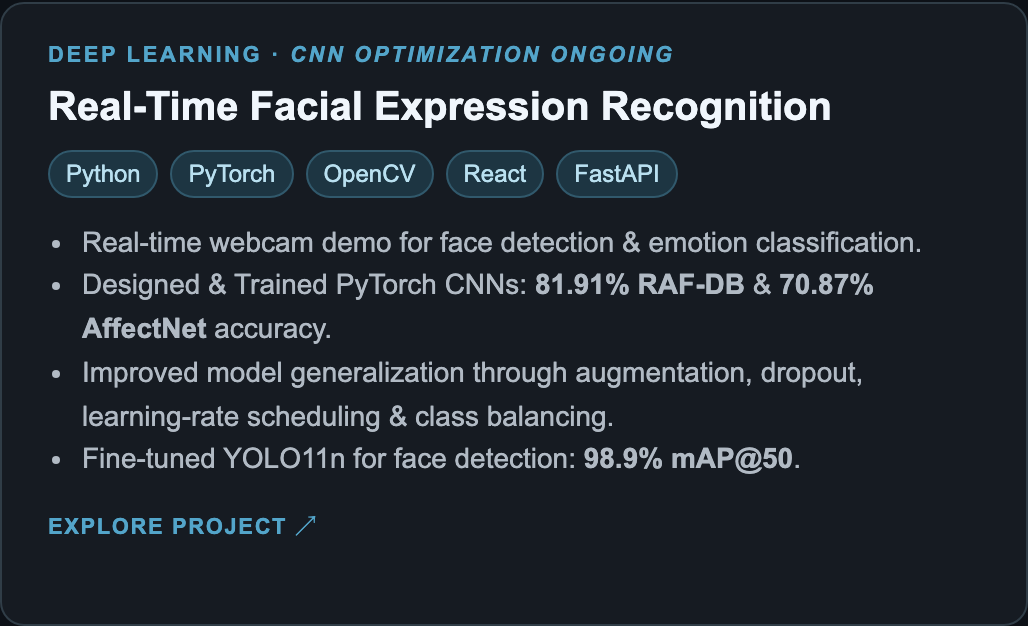 DEEP LEARNING · CNN OPTIMIZATION ONGOING
Real-Time Facial Expression Recognition
Python PyTorch OpenCV React FastAPI
• Real-time webcam demo for face detection & emotion classification.
• Designed & Trained PyTorch CNNs: 81.91% RAF-DB & 70.87%
AffectNet accuracy.
• Improved model generalization through augmentation, dropout,
learning-rate scheduling & class balancing.
• Fine-tuned YOLO11n for face detection: 98.9% mAP@50.
EXPLORE PROJECT ↗